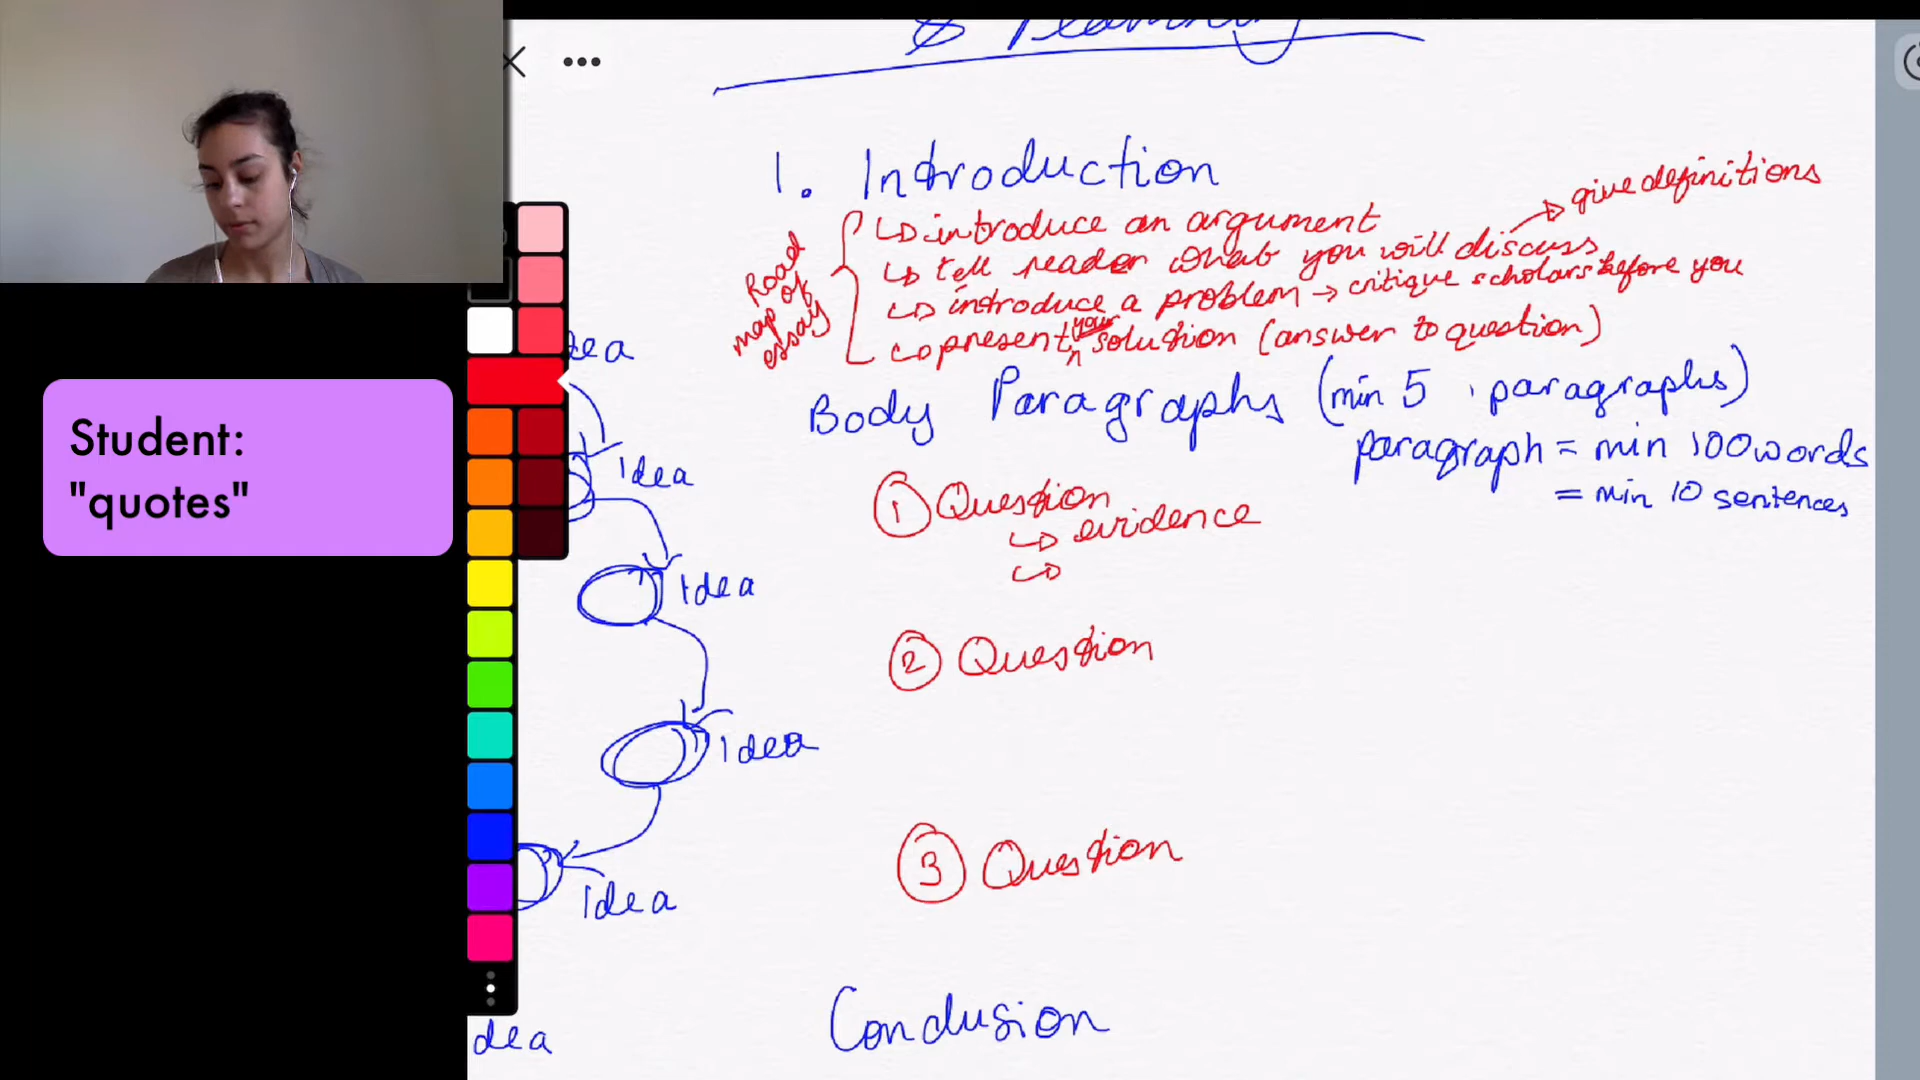 & Planning
1. Introduction
give definitions
↳ introduce an argument
↳ tell reader what you will discuss
↳ introduce a problem → critique scholars before you
↳ present your solution (answer to question)
Road
map of
essay
Body Paragraphs (min 5 paragraphs)
paragraph = min 100 words
= min 10 sentences
① Question
↳ evidence
↳
② Question
③ Question
Conclusion
dea
Idea
Idea
Idea
Idea
dea
Student:
"quotes"